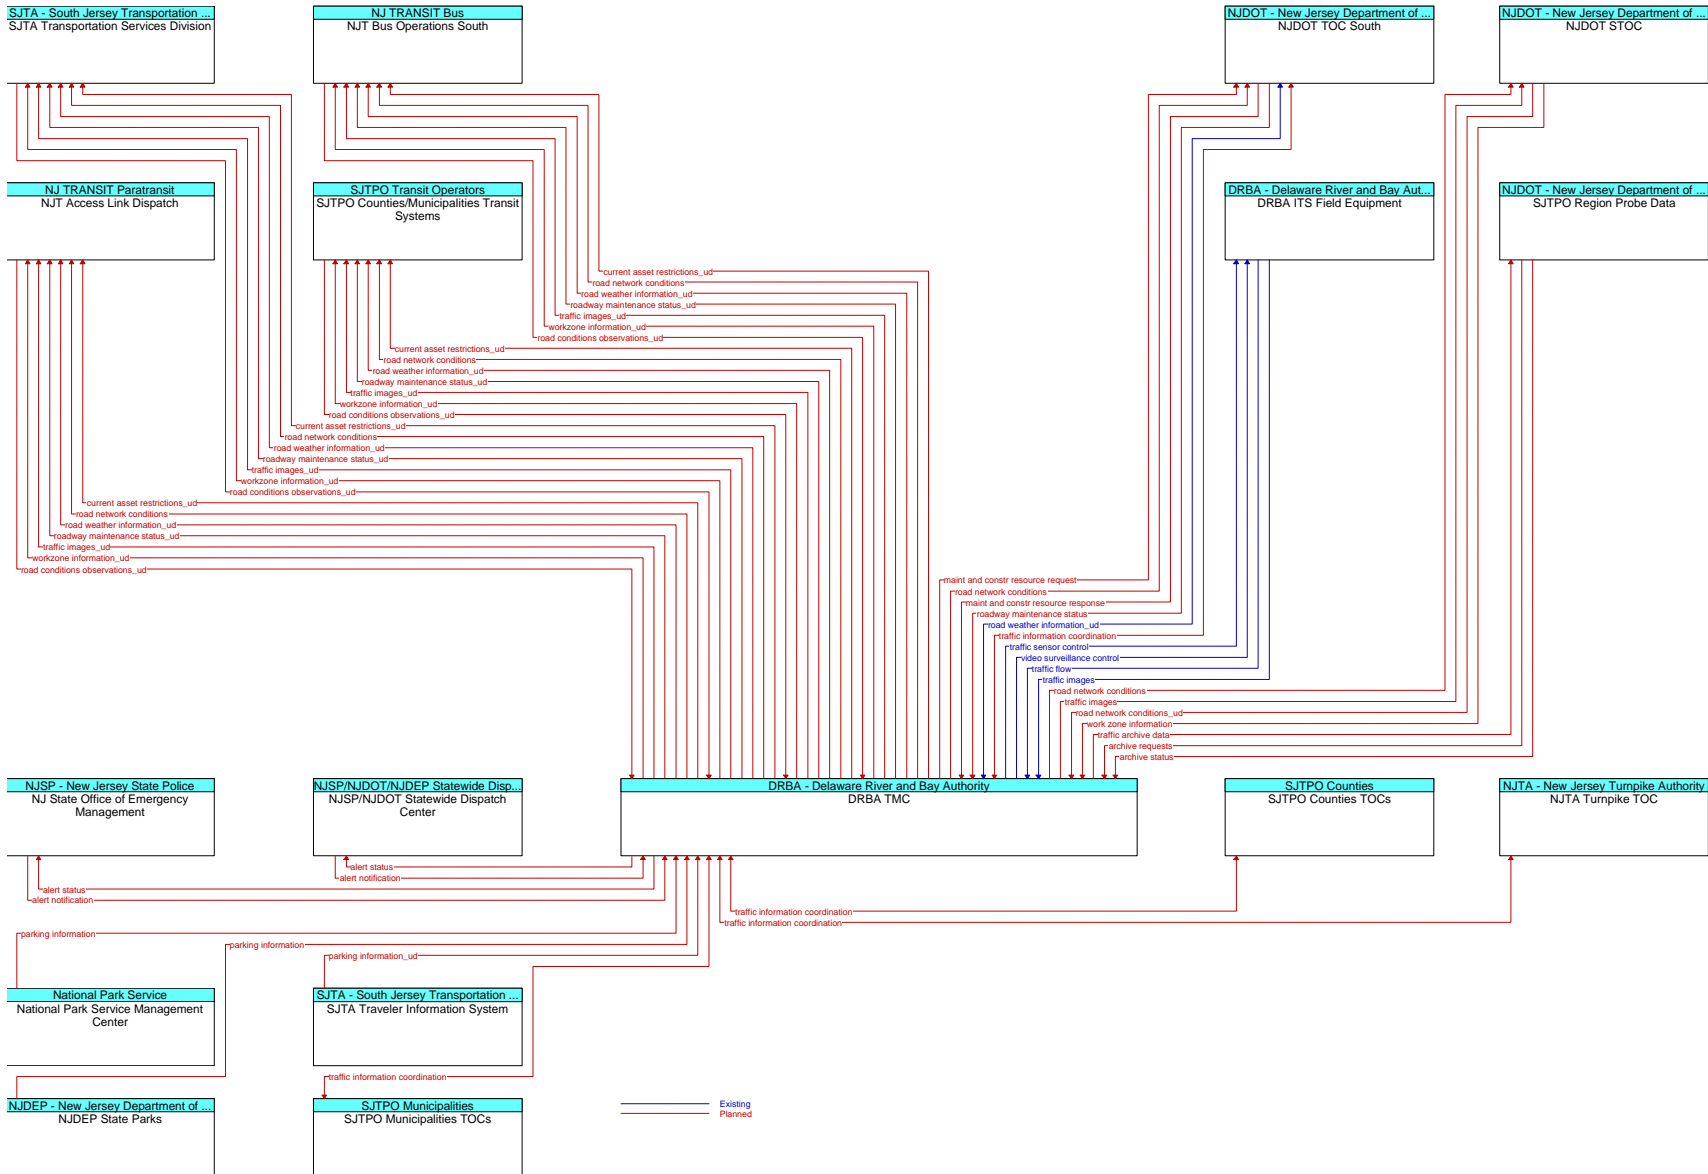 SJTA - South Jersey Transportation ...
SJTA Transportation Services Division
NJ TRANSIT Bus
NJT Bus Operations South
NJDOT - New Jersey Department of ...
NJDOT TOC South
NJDOT - New Jersey Department of ...
NJDOT STOC
NJ TRANSIT Paratransit
NJT Access Link Dispatch
SJTPO Transit Operators
SJTPO Counties/Municipalities Transit
Systems
DRBA - Delaware River and Bay Aut...
DRBA ITS Field Equipment
NJDOT - New Jersey Department of ...
SJTPO Region Probe Data
current asset restrictions_ud
road network conditions
road weather information_ud
roadway maintenance status_ud
traffic images_ud
workzone information_ud
road conditions observations_ud
current asset restrictions_ud
road network conditions
road weather information_ud
roadway maintenance status_ud
traffic images_ud
workzone information_ud
road conditions observations_ud
current asset restrictions_ud
road network conditions
road weather information_ud
roadway maintenance status_ud
traffic images_ud
workzone information_ud
road conditions observations_ud
current asset restrictions_ud
road network conditions
road weather information_ud
roadway maintenance status_ud
traffic images_ud
workzone information_ud
road conditions observations_ud
maint and constr resource request
road network conditions
maint and constr resource response
roadway maintenance status
road weather information_ud
traffic information coordination
traffic sensor control
video surveillance control
traffic flow
traffic images
road network conditions
traffic images
road network conditions_ud
work zone information
traffic archive data
archive requests
archive status
NJSP - New Jersey State Police
NJ State Office of Emergency
Management
NJSP/NJDOT/NJDEP Statewide Disp...
NJSP/NJDOT Statewide Dispatch
Center
DRBA - Delaware River and Bay Authority
DRBA TMC
SJTPO Counties
SJTPO Counties TOCs
NJTA - New Jersey Turnpike Authority
NJTA Turnpike TOC
alert status
alert notification
alert status
alert notification
traffic information coordination
traffic information coordination
parking information
parking information
parking information_ud
National Park Service
National Park Service Management
Center
SJTA - South Jersey Transportation ...
SJTA Traveler Information System
traffic information coordination
NJDEP - New Jersey Department of ...
NJDEP State Parks
SJTPO Municipalities
SJTPO Municipalities TOCs
Existing
Planned